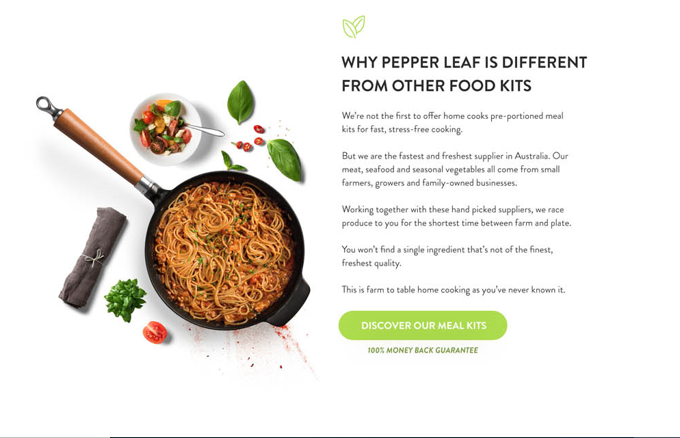 WHY PEPPER LEAF IS DIFFERENT
FROM OTHER FOOD KITS
We're not the first to offer home cooks pre-portioned meal
kits for fast, stress-free cooking.
But we are the fastest and freshest supplier in Australia. Our
meat, seafood and seasonal vegetables all come from small
farmers, growers and family-owned businesses.
Working together with these hand picked suppliers, we race
produce to you for the shortest time between farm and plate.
You won't find a single ingredient that's not of the finest,
freshest quality.
This is farm to table home cooking as you've never known it.
DISCOVER OUR MEAL KITS
100% MONEY BACK GUARANTEE